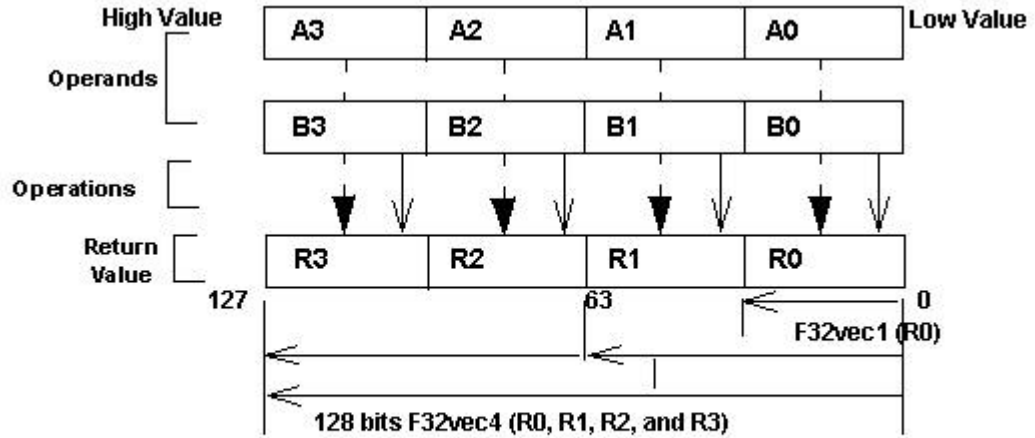 High Value
A3 A2 A1 A0
Low Value
Operands
B3 B2 B1 B0
Operations
Return
Value
R3 R2 R1 R0
127 63 0
F32vec1 (R0)
128 bits F32vec4 (R0, R1, R2, and R3)